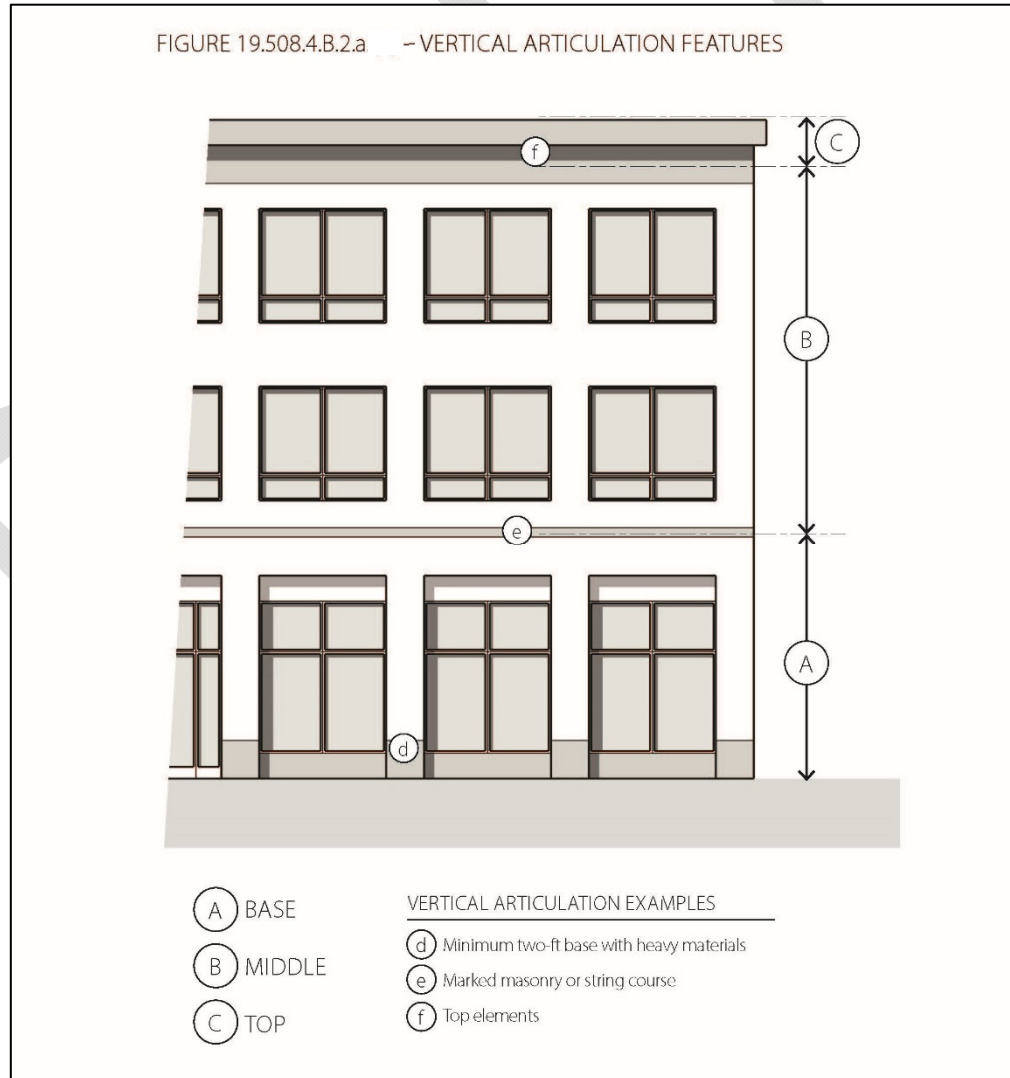 FIGURE 19.508.4.B.2.a – VERTICAL ARTICULATION FEATURES
C
f
B
e
A
d
A BASE
B MIDDLE
C TOP
VERTICAL ARTICULATION EXAMPLES
d Minimum two-ft base with heavy materials
e Marked masonry or string course
f Top elements